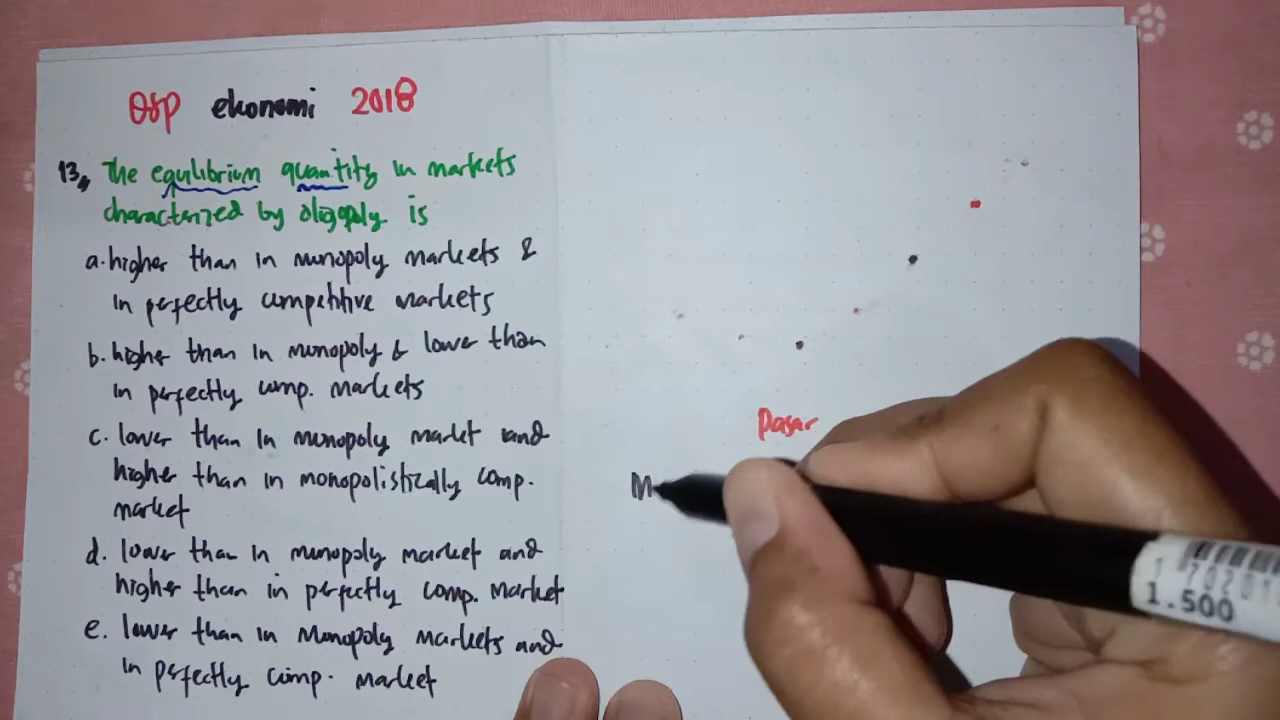 OSP ekonomi 2018
13, The equlibrium quantity in markets
characterized by oligopoly is
a. higher than in monopoly markets &
in perfectly competitive markets
b. higher than in monopoly & lower than
in perfectly comp. markets
c. lower than in monopoly market and
higher than in monopolistically comp.
market
d. lower than in monopoly market and
higher than in perfectly comp. market
e. lower than in monopoly markets and
in perfectly comp. market
Pasar
M
1.500